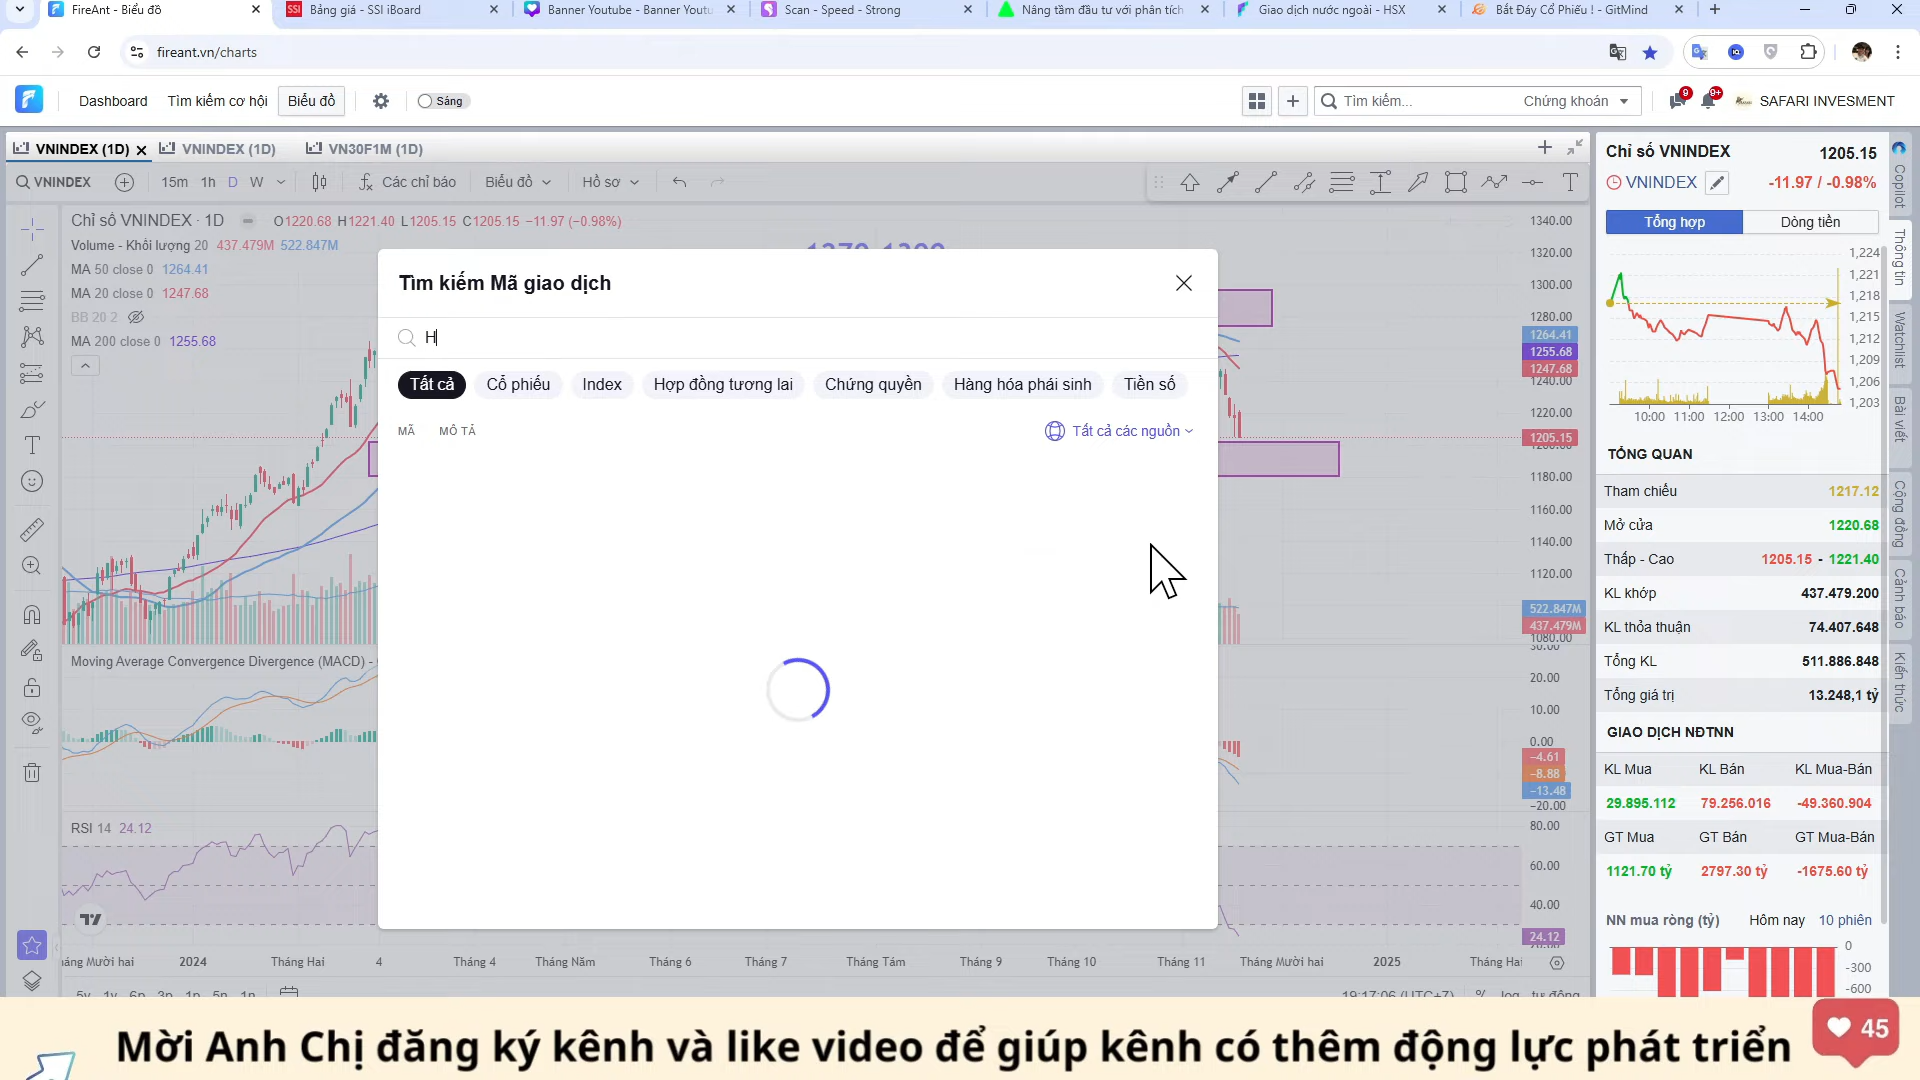 FireAnt - Biểu đồ
Bảng giá - SSI iBoard
Banner Youtube - Banner Youtu
Scan - Speed - Strong
Nâng tầm đầu tư với phân tích
Giao dịch nước ngoài - HSX
Bắt Đáy Cổ Phiếu ! - GitMind
fireant.vn/charts
Dashboard
Tìm kiếm cơ hội
Biểu đồ
Sáng
Tìm kiếm...
Chứng khoán
9
9+
SAFARI INVESMENT
VNINDEX (1D)
VNINDEX (1D)
VN30F1M (1D)
VNINDEX
15m 1h D W
Các chỉ báo
Biểu đồ
Hồ sơ
Chỉ số VNINDEX · 1D
O1220.68 H1221.40 L1205.15 C1205.15 −11.97 (−0.98%)
Volume - Khối lượng 20 437.479M 522.847M
MA 50 close 0 1264.41
MA 20 close 0 1247.68
BB 20 2
MA 200 close 0 1255.68
Tìm kiếm Mã giao dịch
H
Tất cả
Cổ phiếu
Index
Hợp đồng tương lai
Chứng quyền
Hàng hóa phái sinh
Tiền số
MÃ
MÔ TẢ
Tất cả các nguồn
1340.00
1320.00
1300.00
1280.00
1264.41
1255.68
1247.68
1240.00
1220.00
1205.15
1180.00
1160.00
1140.00
1120.00
522.847M
437.479M
1080.00
30.00
20.00
10.00
0.00
−4.61
−8.88
−13.48
−20.00
80.00
60.00
40.00
24.12
Moving Average Convergence Divergence (MACD) -
RSI 14 24.12
2024
Tháng Hai
4
Tháng 4
Tháng Năm
Tháng 6
Tháng 7
Tháng Tám
Tháng 9
Tháng 10
Tháng 11
Tháng Mười hai
2025
Tháng Hai
19:17:06 (UTC+7) % log tự động
Chỉ số VNINDEX 1205.15
VNINDEX -11.97 / -0.98%
Tổng hợp
Dòng tiền
1,224
1,221
1,218
1,215
1,212
1,209
1,206
1,203
10:00 11:00 12:00 13:00 14:00
TỔNG QUAN
Tham chiếu 1217.12
Mở cửa 1220.68
Thấp - Cao 1205.15 - 1221.40
KL khớp 437.479.200
KL thỏa thuận 74.407.648
Tổng KL 511.886.848
Tổng giá trị 13.248,1 tỷ
GIAO DỊCH NĐTNN
KL Mua KL Bán KL Mua-Bán
29.895.112 79.256.016 -49.360.904
GT Mua GT Bán GT Mua-Bán
1121.70 tỷ 2797.30 tỷ -1675.60 tỷ
NN mua ròng (tỷ) Hôm nay 10 phiên
0
-300
-600
Copilot
Thông tin
Watchlist
Bài viết
Cộng đồng
Cảnh báo
Kiến thức
Mời Anh Chị đăng ký kênh và like video để giúp kênh có thêm động lực phát triển
45